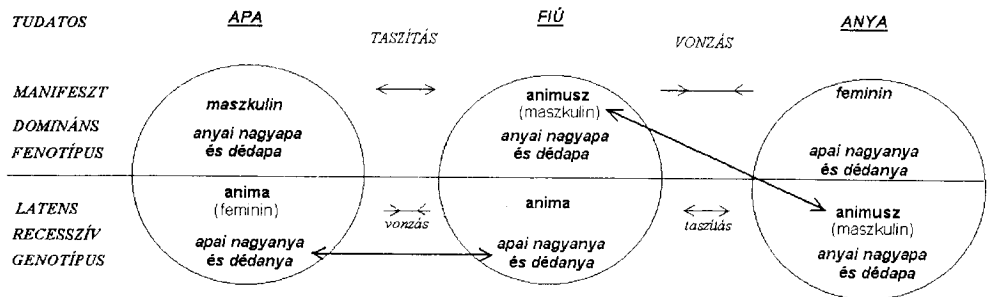 TUDATOS APA FIÚ ANYA
TASZÍTÁS VONZÁS
MANIFESZT maszkulin animusz feminin
(maszkulin)
DOMINÁNS anyai nagyapa anyai nagyapa
FENOTÍPUS és dédapa és dédapa apai nagyanya
és dédanya
anima
LATENS (feminin) anima animusz
vonzás taszítás
RECESSZÍV apai nagyanya apai nagyanya (maszkulin)
GENOTÍPUS és dédanya és dédanya anyai nagyapa
és dédapa